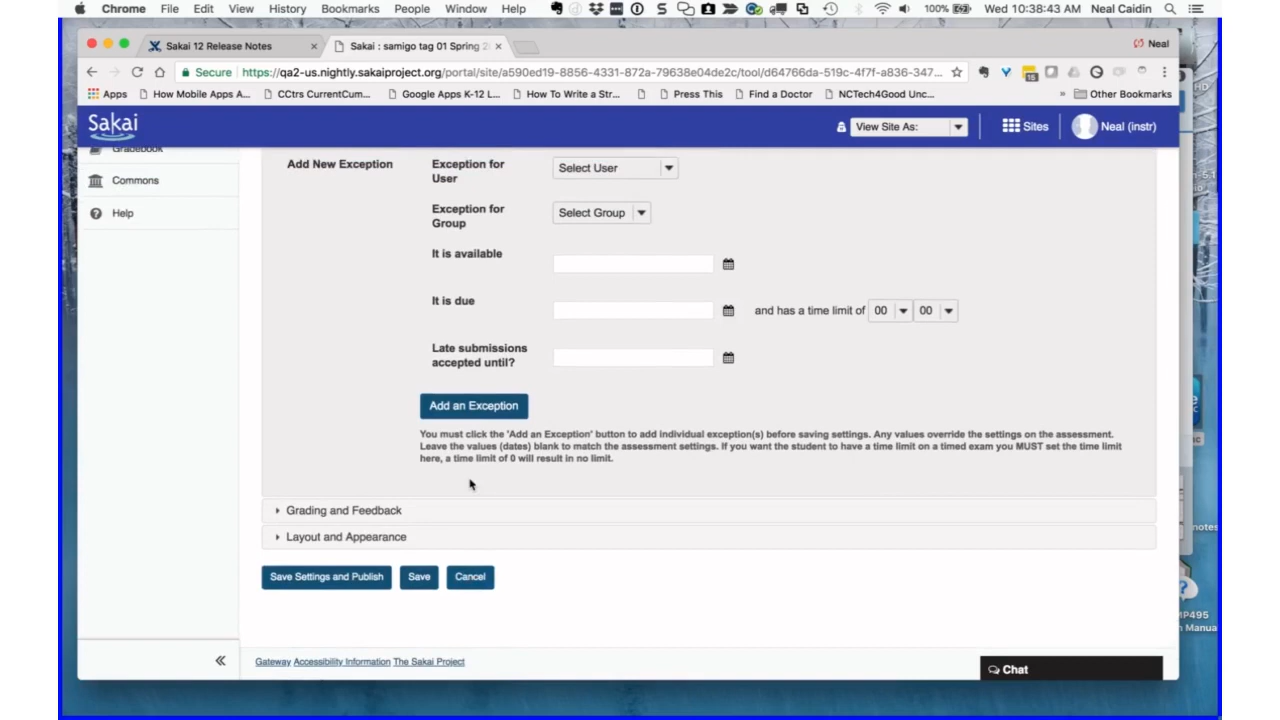 Chrome File Edit View History Bookmarks People Window Help 100% Wed 10:38:43 AM Neal Caidin
Sakai 12 Release Notes × Sakai : samigo tag 01 Spring 2 × Neal
Secure https://qa2-us.nightly.sakaiproject.org/portal/site/a590ed19-8856-4331-872a-79638e04de2c/tool/d64766da-519c-4f7f-a836-347...
Apps How Mobile Apps A... CCtrs CurrentCum... Google Apps K-12 L... How To Write a Str... Press This Find a Doctor NCTech4Good Unc... » Other Bookmarks
Sakai View Site As: Sites Neal (instr)
Gradebook
Commons
Help
Add New Exception
Exception for User
Select User
Exception for Group
Select Group
It is available
It is due
and has a time limit of 00 00
Late submissions accepted until?
Add an Exception
You must click the 'Add an Exception' button to add individual exception(s) before saving settings. Any values override the settings on the assessment.
Leave the values (dates) blank to match the assessment settings. If you want the student to have a time limit on a timed exam you MUST set the time limit
here, a time limit of 0 will result in no limit.
Grading and Feedback
Layout and Appearance
Save Settings and Publish Save Cancel
Gateway Accessibility Information The Sakai Project
Chat
notes
MP495
Manua